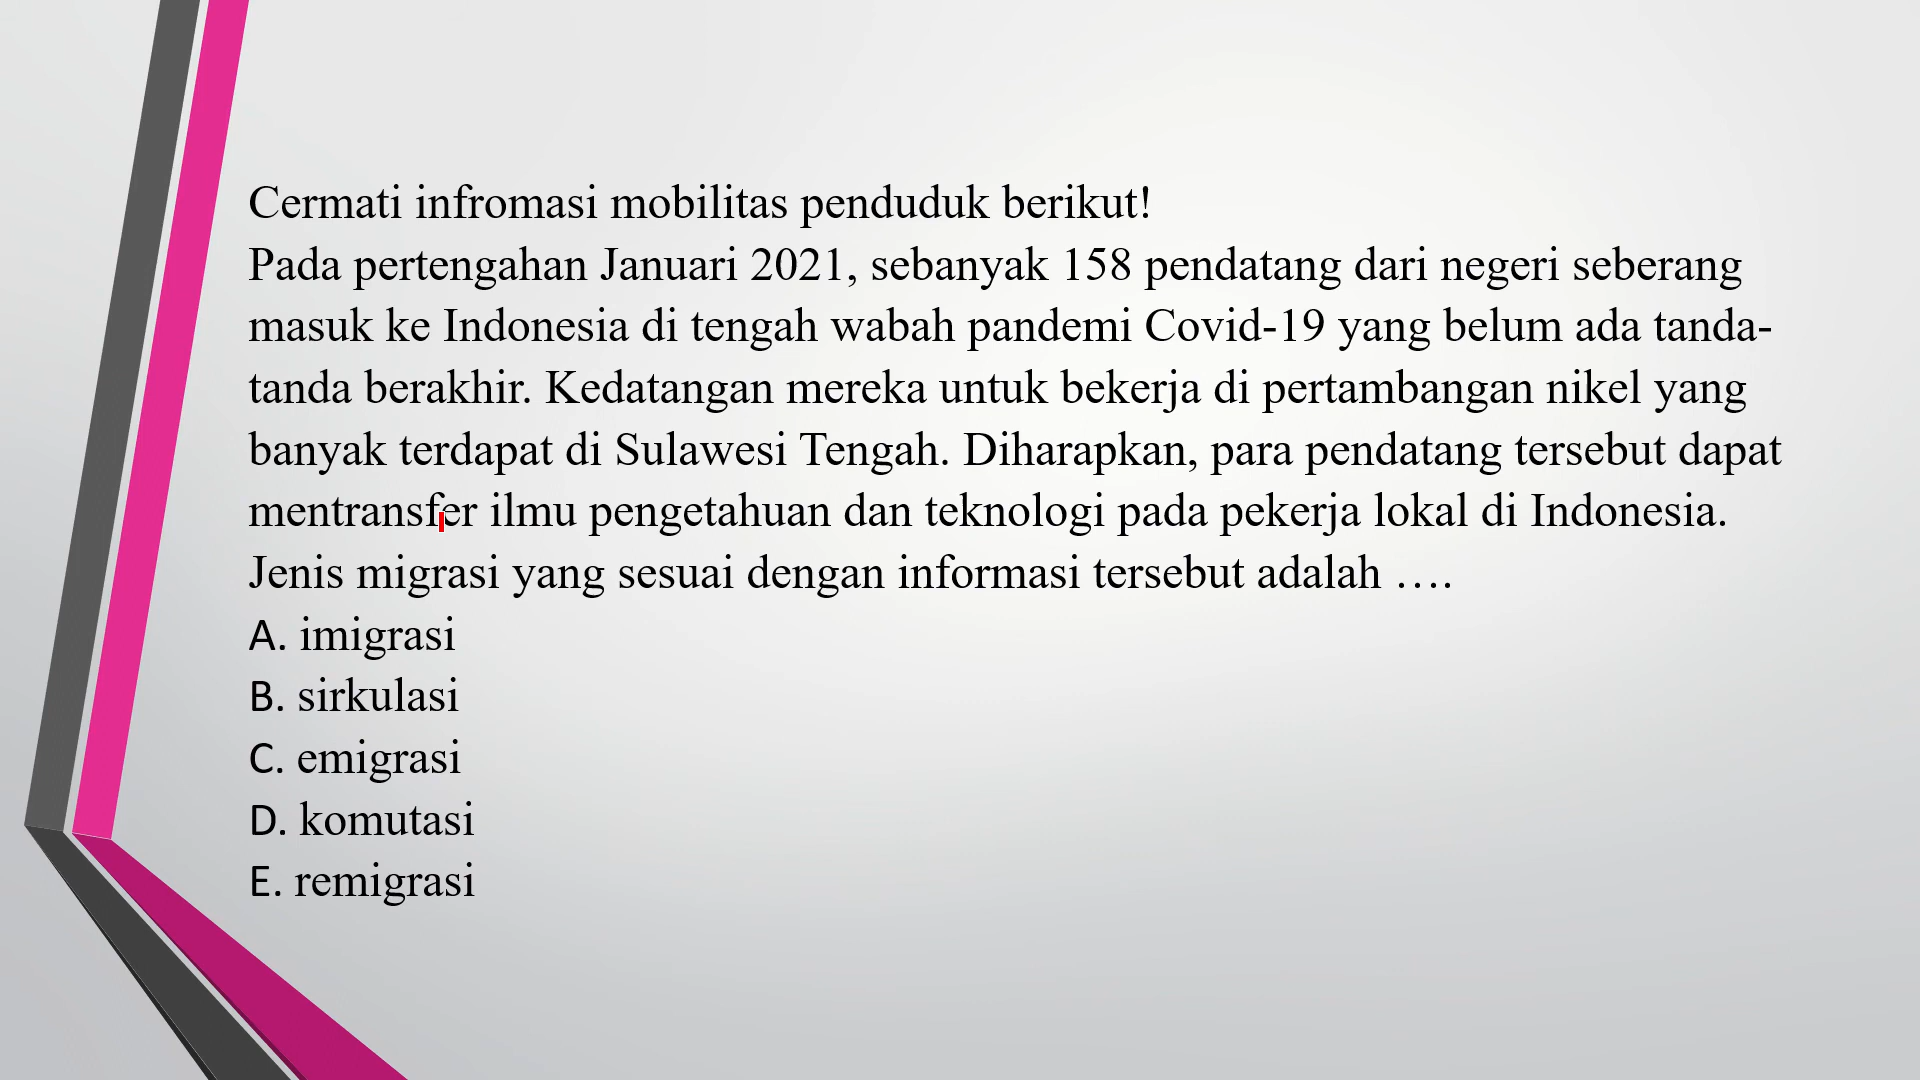 Cermati infromasi mobilitas penduduk berikut!
Pada pertengahan Januari 2021, sebanyak 158 pendatang dari negeri seberang
masuk ke Indonesia di tengah wabah pandemi Covid-19 yang belum ada tanda-
tanda berakhir. Kedatangan mereka untuk bekerja di pertambangan nikel yang
banyak terdapat di Sulawesi Tengah. Diharapkan, para pendatang tersebut dapat
mentransfer ilmu pengetahuan dan teknologi pada pekerja lokal di Indonesia.
Jenis migrasi yang sesuai dengan informasi tersebut adalah ….
A. imigrasi
B. sirkulasi
C. emigrasi
D. komutasi
E. remigrasi